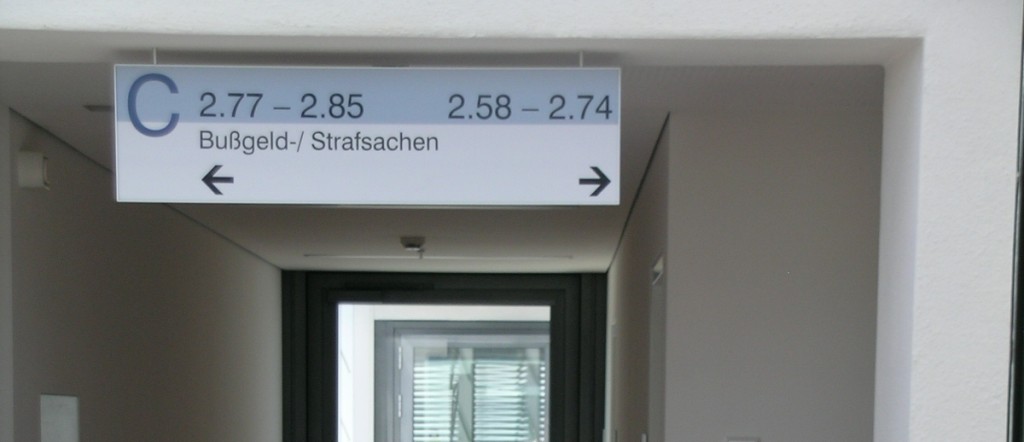 C 2.77 – 2.85 2.58 – 2.74
Bußgeld-/ Strafsachen
← →